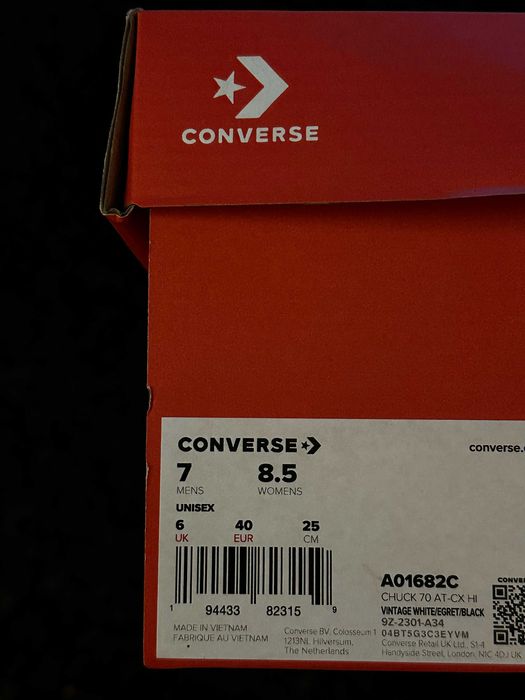 CONVERSE
CONVERSE
converse.
7 8.5
MENS WOMENS
UNISEX
6 40 25
UK EUR CM
1 94433 82315 9
MADE IN VIETNAM
FABRIQUE AU VIETNAM
Converse BV. Colosseum 1
1213NL Hilversum,
The Netherlands
A01682C
CHUCK 70 AT-CX HI
VINTAGE WHITE/EGRET/BLACK
9Z-2301-A34
04BT5G3C3EYVM
Converse Retail UK Ltd., S1-4
Handyside Street, London, N1C 4DJ UK
CONVE